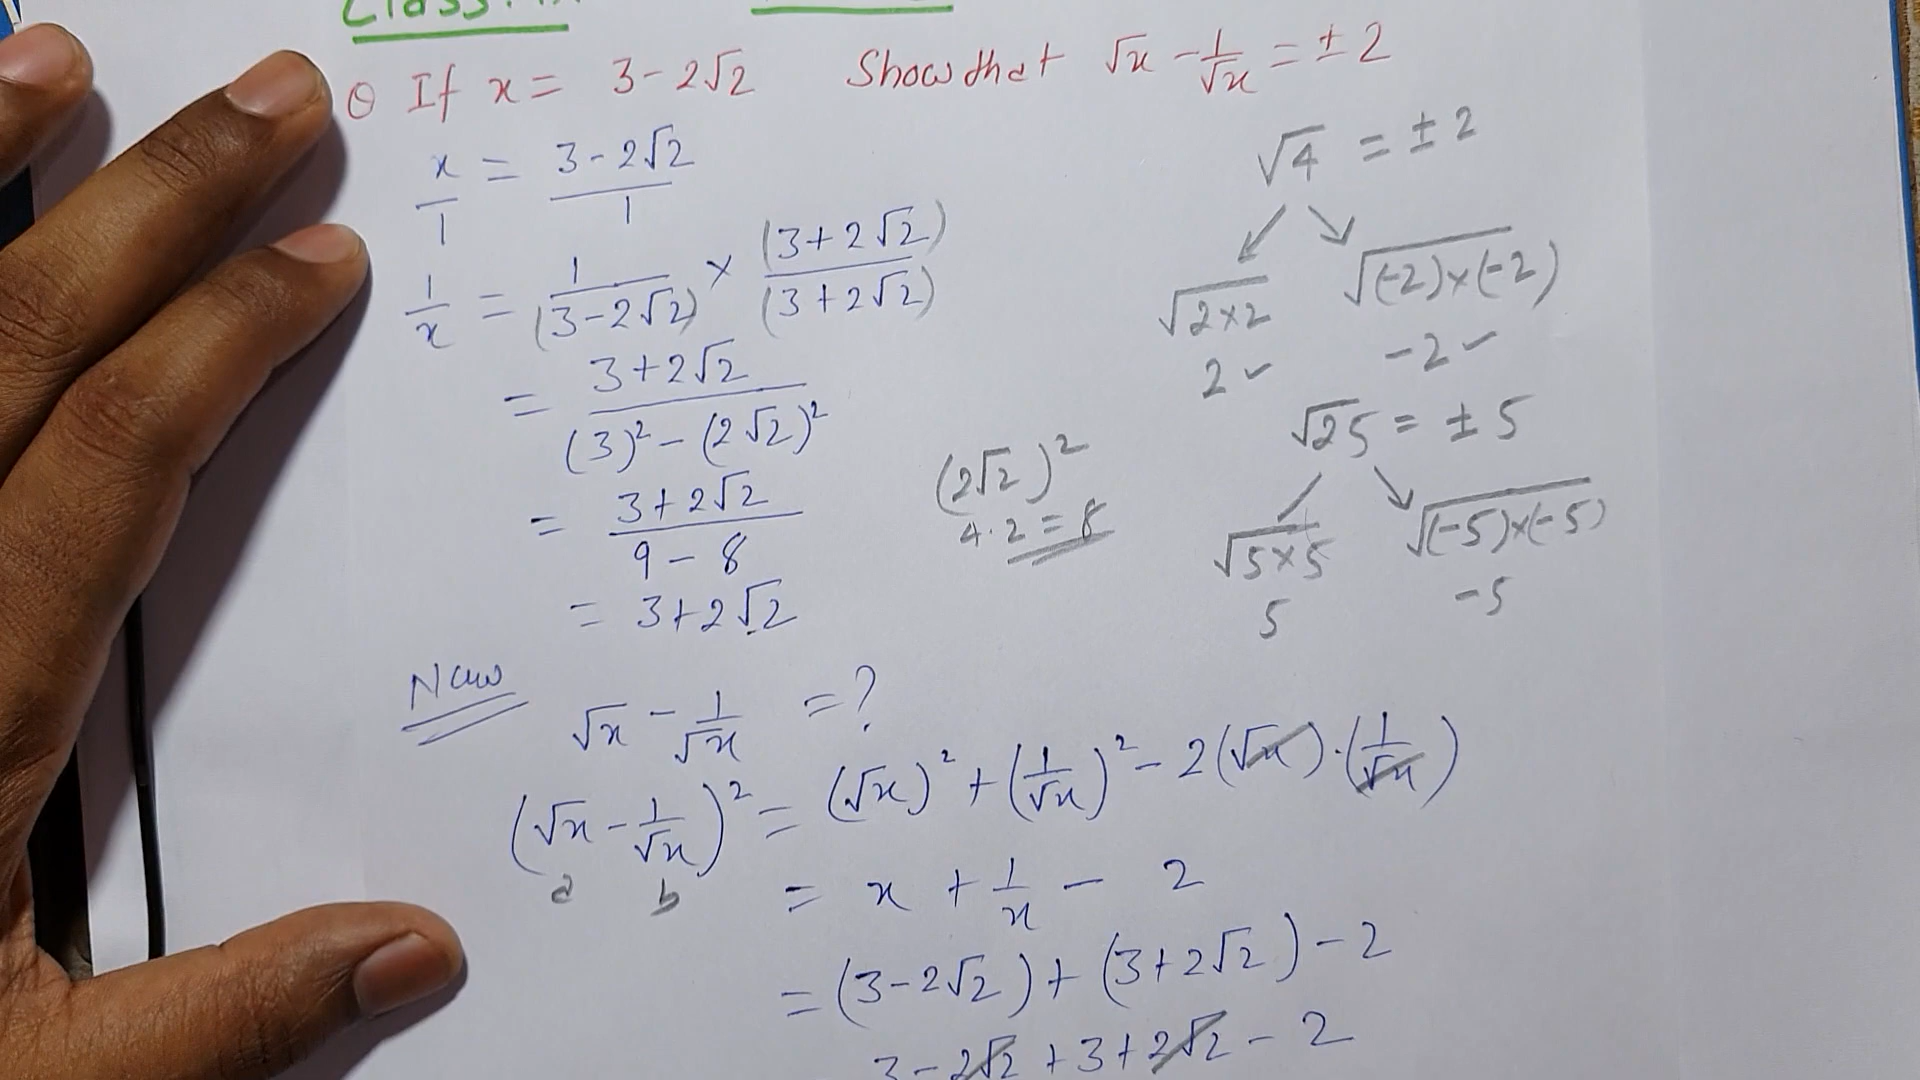 Class: IX
Q If x = 3 - 2√2 Show that √x - 1/√x = ± 2
x/1 = (3 - 2√2)/1
1/x = 1/(3 - 2√2) × (3 + 2√2)/(3 + 2√2)
= (3 + 2√2)/((3)² - (2√2)²)
= (3 + 2√2)/(9 - 8)
= 3 + 2√2
√4 = ± 2
√2×2 √(-2)×(-2)
2 ✓ -2 ✓
√25 = ± 5
√5×5 √(-5)×(-5)
5 -5
(2√2)²
4·2 = 8
Now √x - 1/√x = ?
(√x - 1/√x)² = (√x)² + (1/√x)² - 2(√x)·(1/√x)
a b
= x + 1/x - 2
= (3 - 2√2) + (3 + 2√2) - 2
3 - 2√2 + 3 + 2√2 - 2